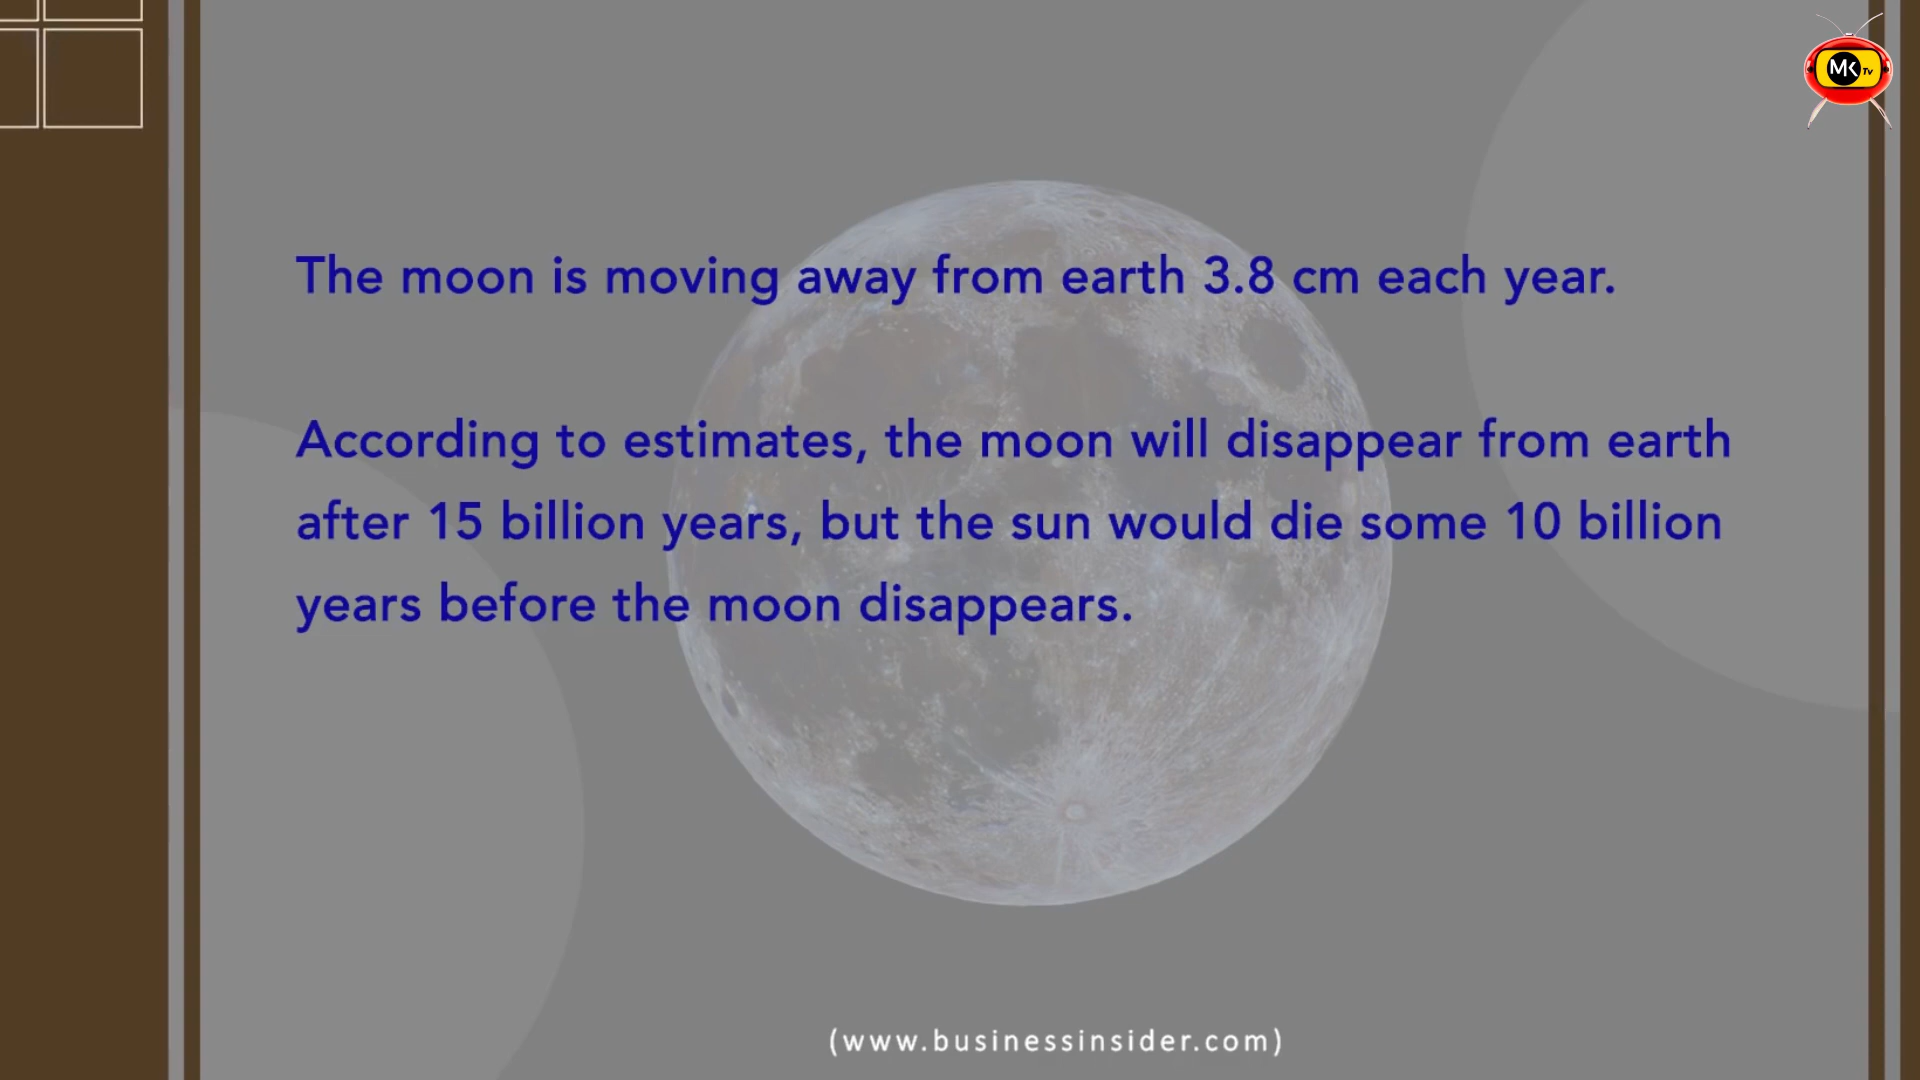 MK Tv
The moon is moving away from earth 3.8 cm each year.
According to estimates, the moon will disappear from earth
after 15 billion years, but the sun would die some 10 billion
years before the moon disappears.
(www.businessinsider.com)